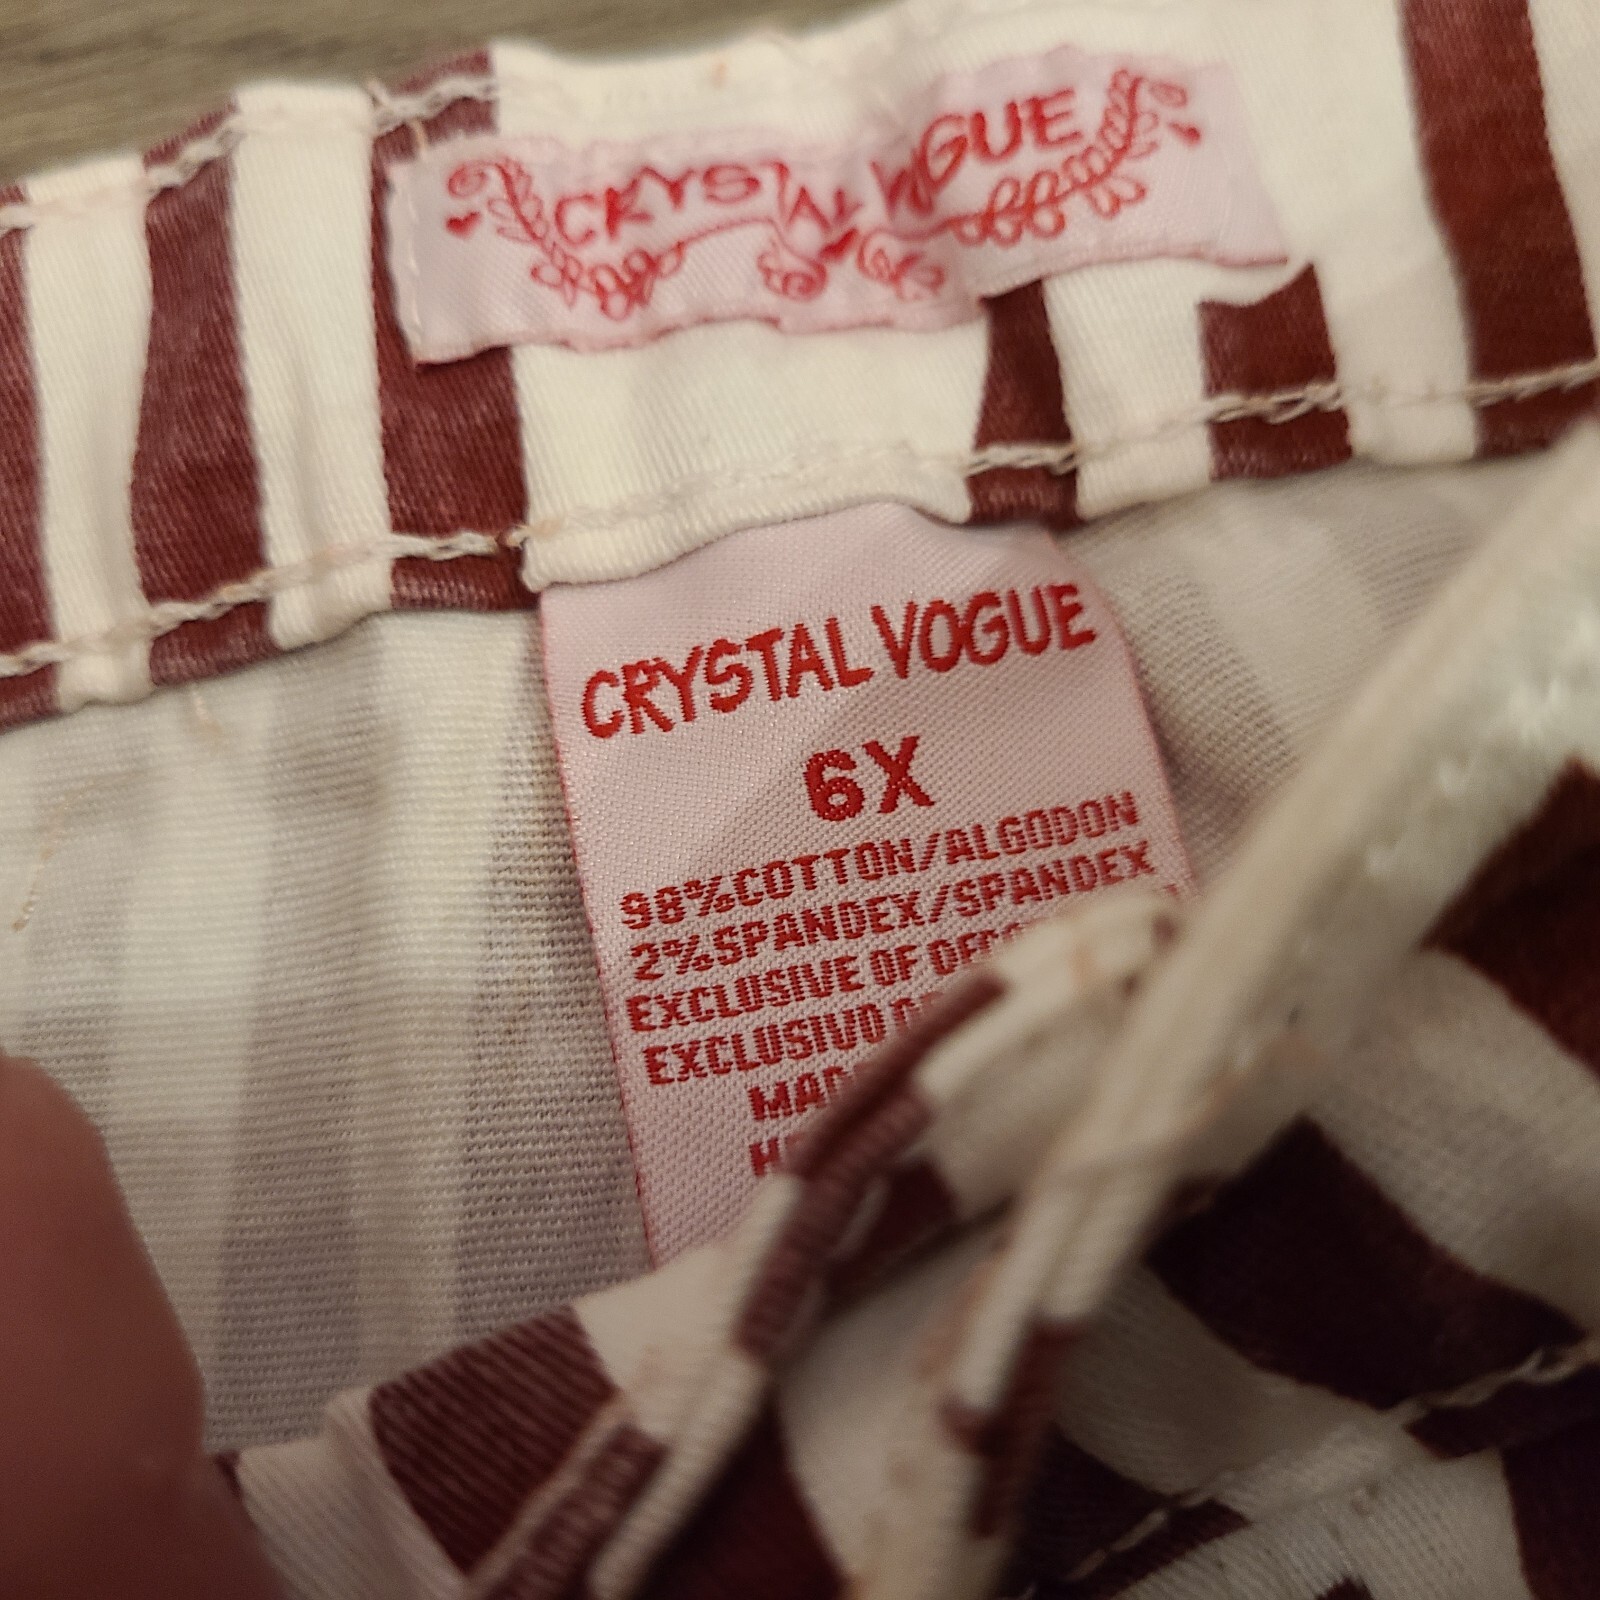 CRYSTAL VOGUE
CRYSTAL VOGUE
6X
98%COTTON/ALGODON
2%SPANDEX/SPANDEX
EXCLUSIVE OF
EXCLUSIVO